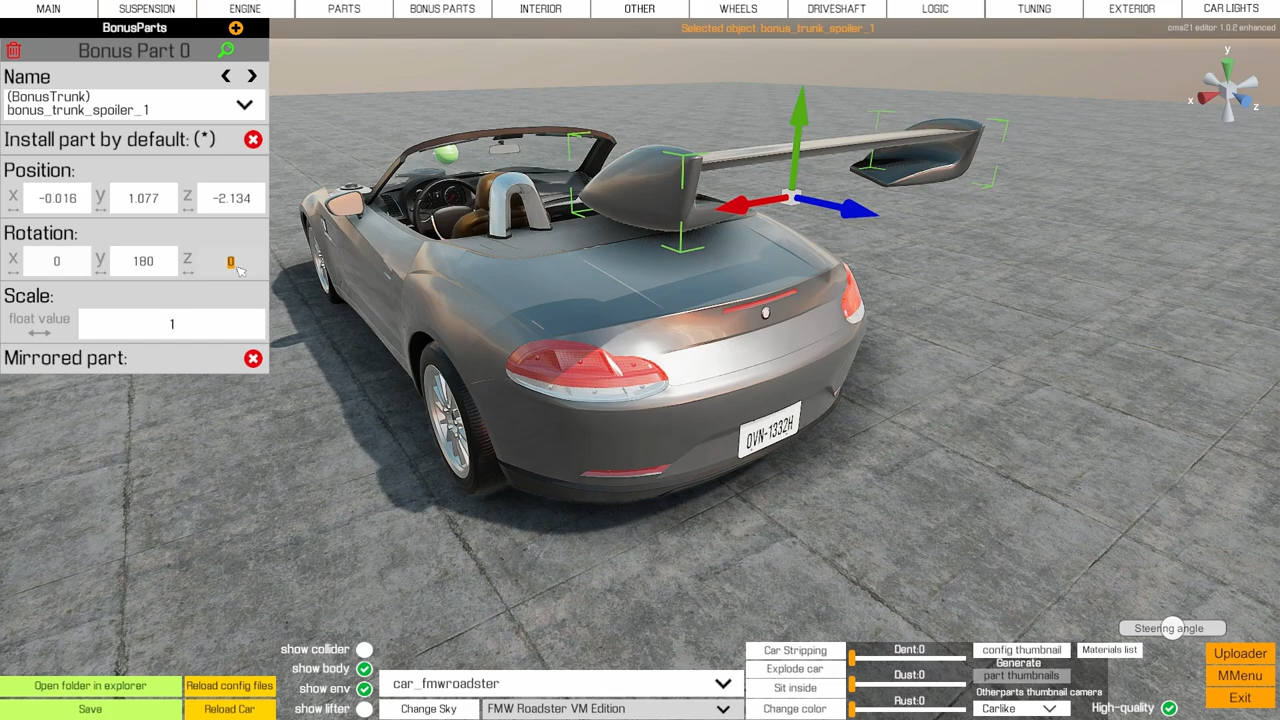 MAIN SUSPENSION ENGINE PARTS BONUS PARTS INTERIOR OTHER WHEELS DRIVESHAFT LOGIC TUNING EXTERIOR CAR LIGHTS
BonusParts
Selected object: bonus_trunk_spoiler_1
cms21 editor 1.0.2 enhanced
Bonus Part 0
Name
(BonusTrunk)
bonus_trunk_spoiler_1
Install part by default: (*)
Position:
X -0.016 y 1.077 Z -2.134
Rotation:
X 0 y 180 Z 0
Scale:
float value 1
Mirrored part:
y
x
z
OVN-1332H
Steering angle
show collider
show body
show env
show lifter
Open folder in explorer
Reload config files
Save
Reload Car
car_fmwroadster
Change Sky
FMW Roadster VM Edition
Car Stripping
Explode car
Sit inside
Change color
Dent:0
Dust:0
Rust:0
config thumbnail
Materials list
Generate
part thumbnails
Otherparts thumbnail camera
Carlike
High-quality
Uploader
MMenu
Exit